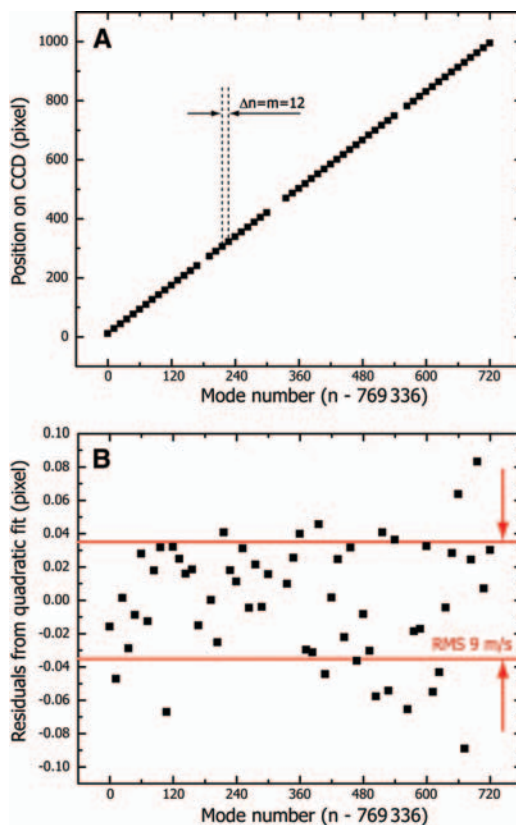 A
Position on CCD (pixel)
1000
800
600
400
200
0
Δn=m=12
0 120 240 360 480 600 720
Mode number (n - 769 336)
B
Residuals from quadratic fit (pixel)
0.10
0.08
0.06
0.04
0.02
0.00
-0.02
-0.04
-0.06
-0.08
-0.10
RMS 9 m/s
0 120 240 360 480 600 720
Mode number (n - 769 336)